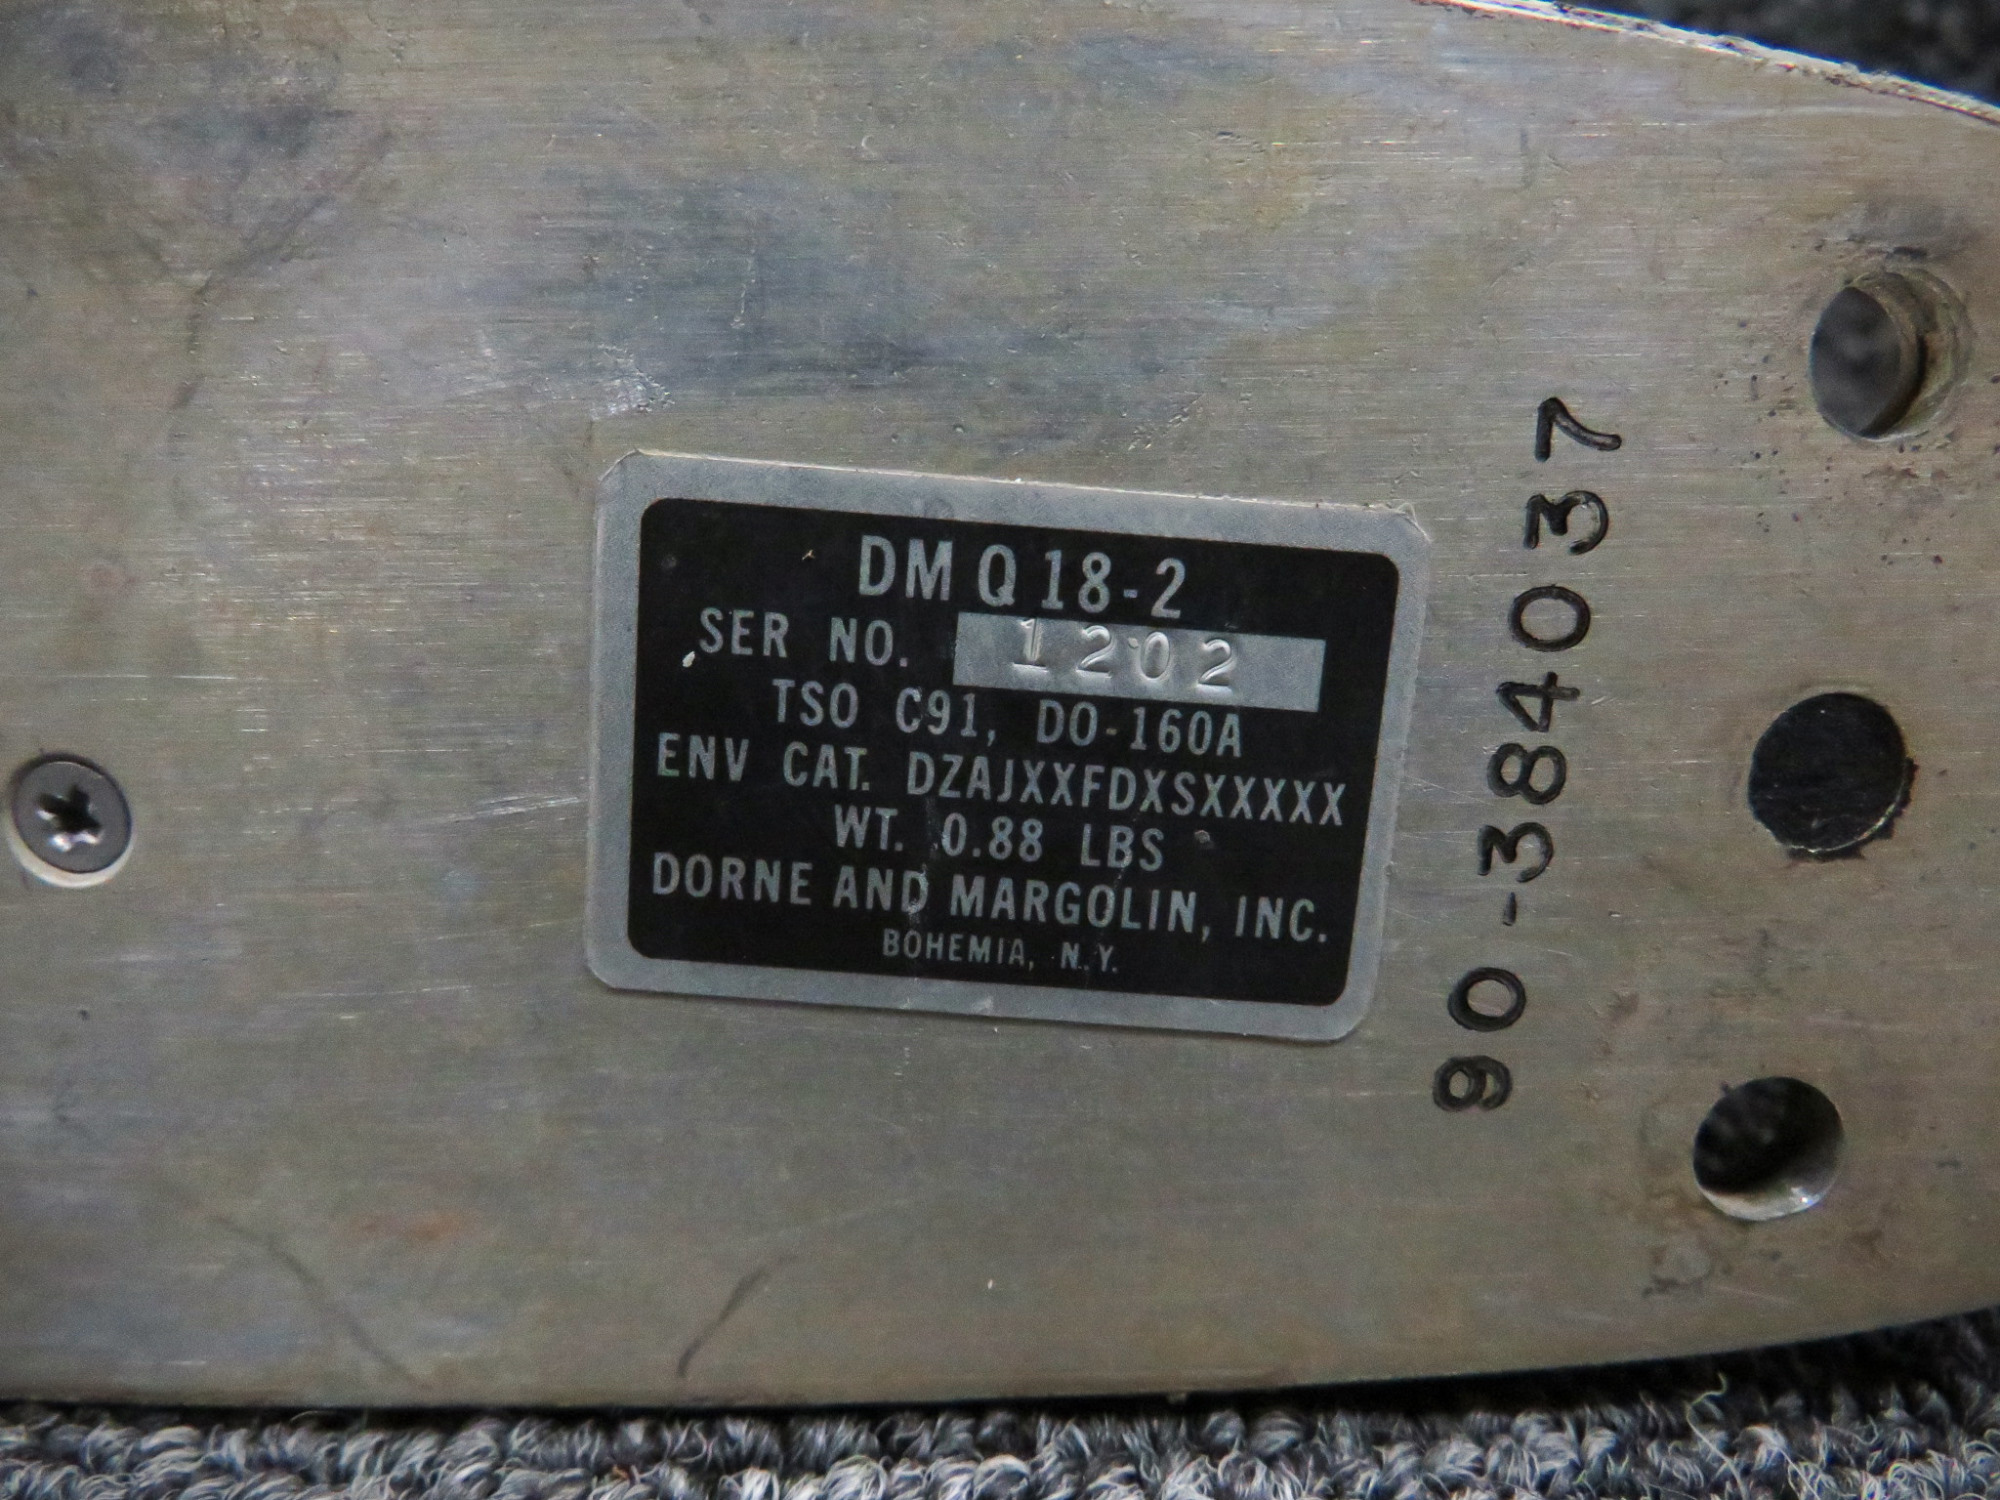 DM Q18-2
SER NO. 1202
TSO C91, DO-160A
ENV CAT. DZAJXXFDXSXXXXX
WT. 0.88 LBS
DORNE AND MARGOLIN, INC.
BOHEMIA, N.Y.
90-384037